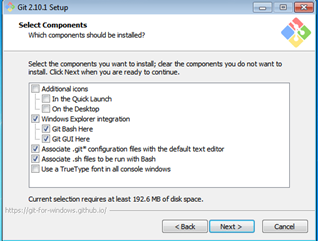 Git 2.10.1 Setup
Select Components
Which components should be installed?
Select the components you want to install; clear the components you do not want to
install. Click Next when you are ready to continue.
Additional icons
In the Quick Launch
On the Desktop
Windows Explorer integration
Git Bash Here
Git GUI Here
Associate .git* configuration files with the default text editor
Associate .sh files to be run with Bash
Use a TrueType font in all console windows
Current selection requires at least 192.6 MB of disk space.
https://git-for-windows.github.io/
< Back
Next >
Cancel